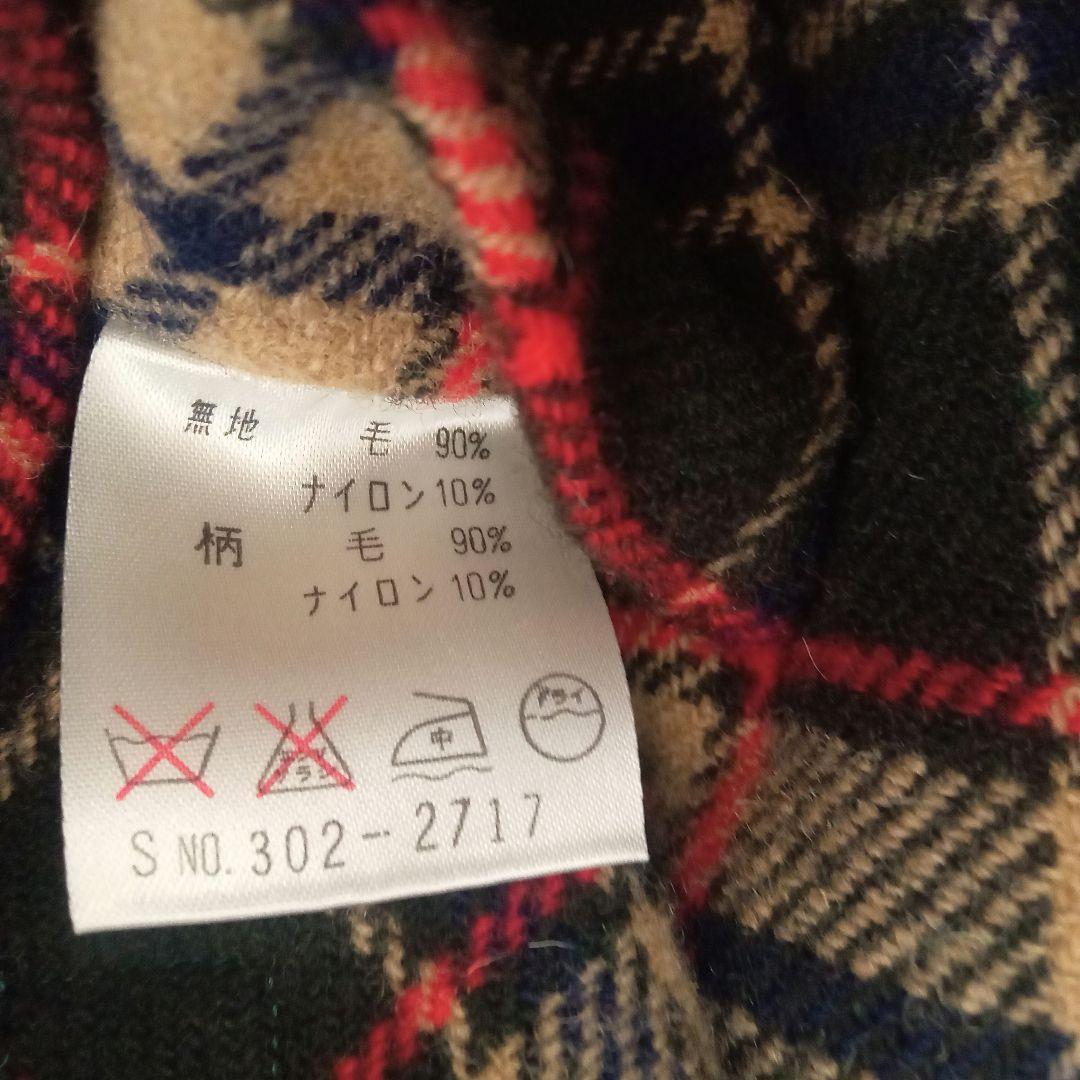 無地 毛 90%
ナイロン 10%
柄 毛 90%
ナイロン 10%
中 ドライ
S NO. 302-2717